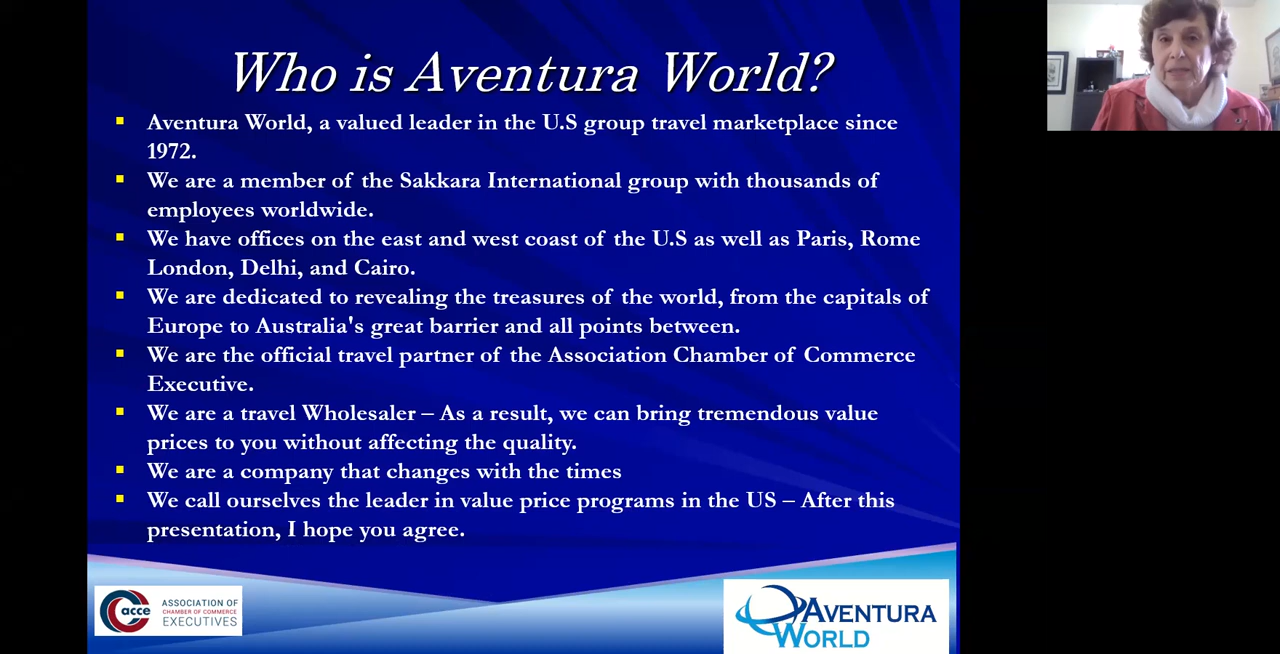 Who is Aventura World?
Aventura World, a valued leader in the U.S group travel marketplace since
1972.
We are a member of the Sakkara International group with thousands of
employees worldwide.
We have offices on the east and west coast of the U.S as well as Paris, Rome
London, Delhi, and Cairo.
We are dedicated to revealing the treasures of the world, from the capitals of
Europe to Australia's great barrier and all points between.
We are the official travel partner of the Association Chamber of Commerce
Executive.
We are a travel Wholesaler – As a result, we can bring tremendous value
prices to you without affecting the quality.
We are a company that changes with the times
We call ourselves the leader in value price programs in the US – After this
presentation, I hope you agree.
acce
ASSOCIATION OF
CHAMBER OF COMMERCE
EXECUTIVES
AVENTURA
WORLD